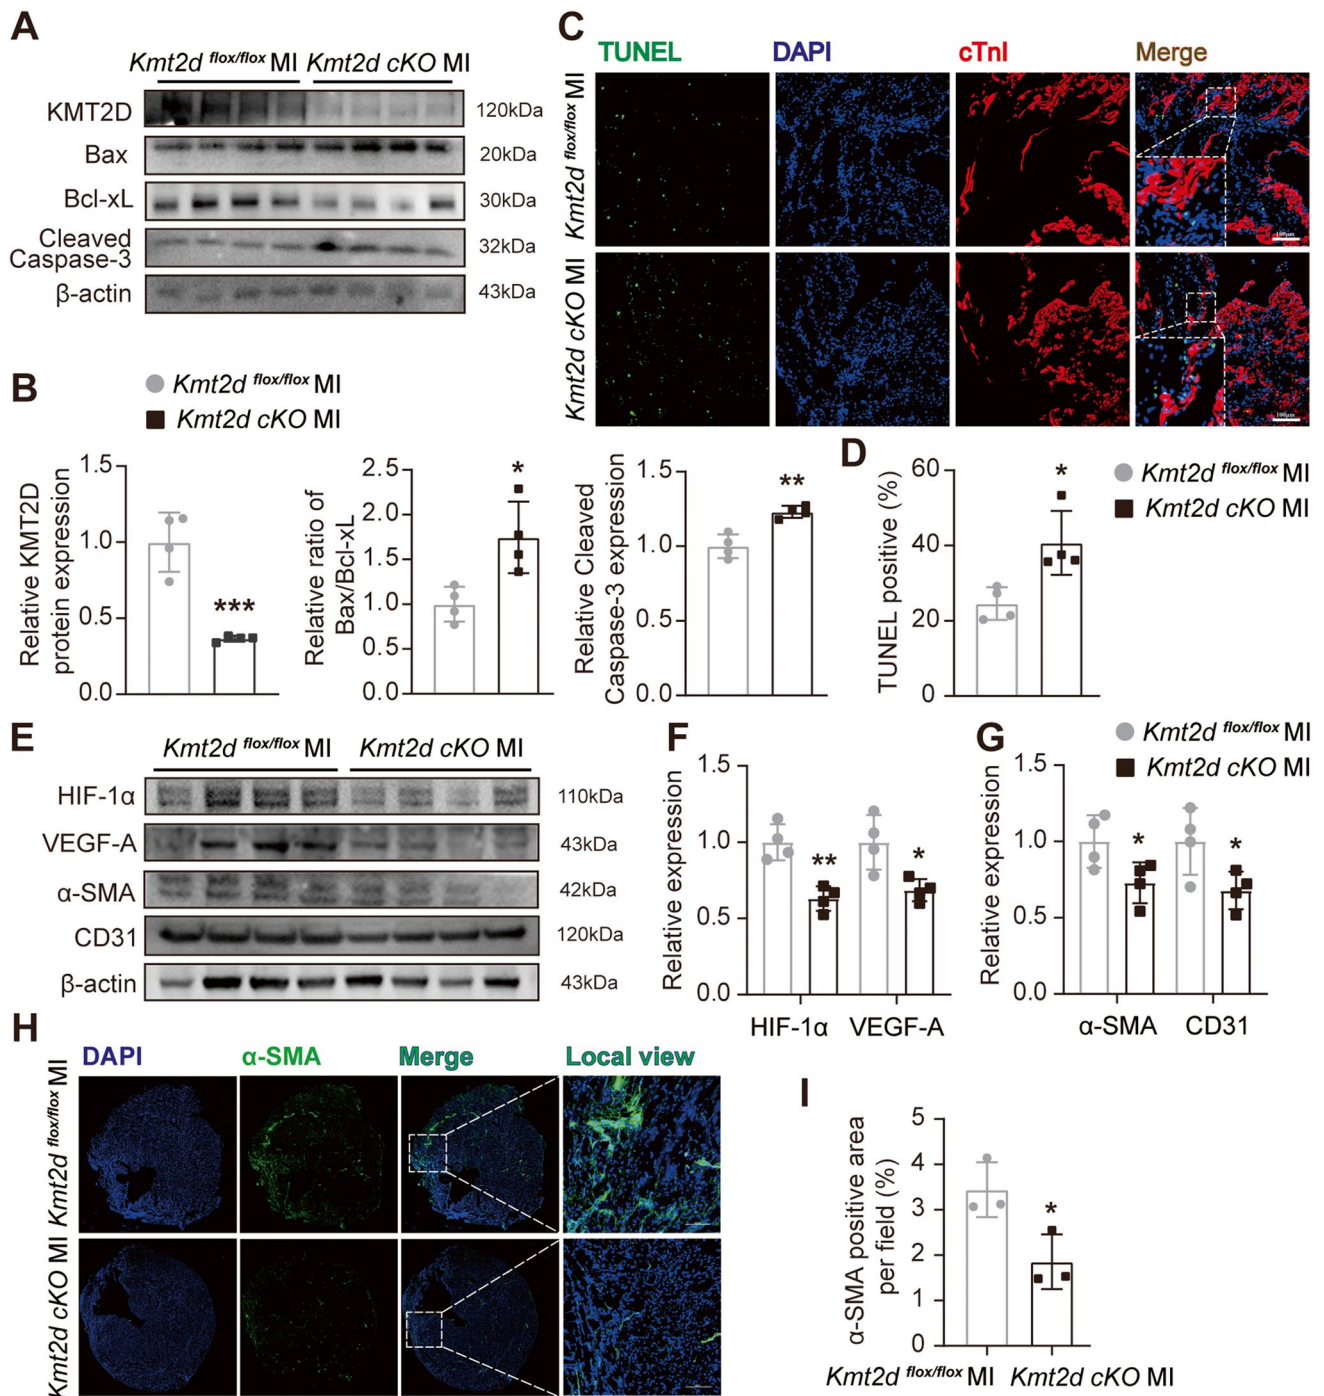 A
Kmt2d flox/flox MI Kmt2d cKO MI
KMT2D 120kDa
Bax 20kDa
Bcl-xL 30kDa
Cleaved
Caspase-3 32kDa
β-actin 43kDa
C
TUNEL DAPI cTnI Merge
Kmt2d flox/flox MI
100μm
Kmt2d cKO MI
100μm
B
Kmt2d flox/flox MI
Kmt2d cKO MI
Relative KMT2D
protein expression
1.5
1.0
0.5
0.0
***
Relative ratio of
Bax/Bcl-xL
2.5
2.0
1.5
1.0
0.5
0.0
*
Relative Cleaved
Caspase-3 expression
1.5
1.0
0.5
0.0
**
D
TUNEL positive (%)
60
40
20
0
*
Kmt2d flox/flox MI
Kmt2d cKO MI
E
Kmt2d flox/flox MI Kmt2d cKO MI
HIF-1α 110kDa
VEGF-A 43kDa
α-SMA 42kDa
CD31 120kDa
β-actin 43kDa
F
Relative expression
1.5
1.0
0.5
0.0
**
*
HIF-1α VEGF-A
G
Kmt2d flox/flox MI
Kmt2d cKO MI
Relative expression
1.5
1.0
0.5
0.0
*
*
α-SMA CD31
H
DAPI α-SMA Merge Local view
Kmt2d flox/flox MI
Kmt2d cKO MI
I
α-SMA positive area
per field (%)
5
4
3
2
1
0
*
Kmt2d flox/flox MI Kmt2d cKO MI